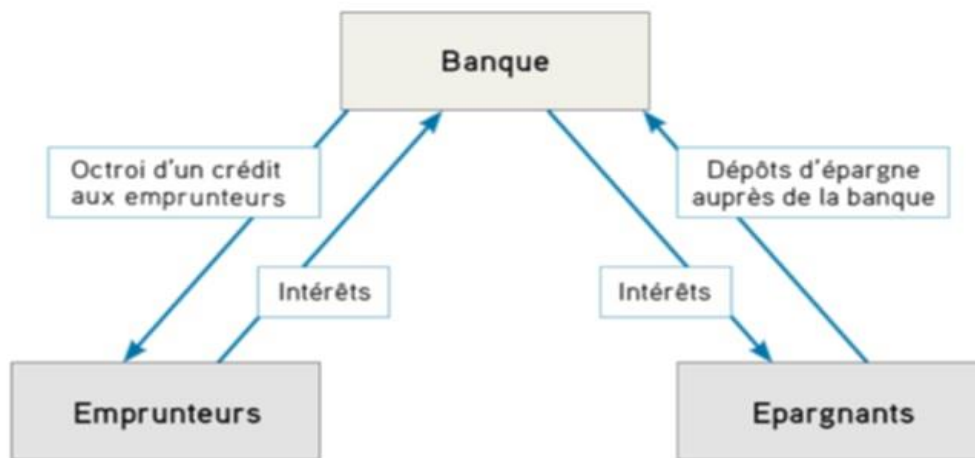 Banque
Octroi d'un crédit
aux emprunteurs
Dépôts d'épargne
auprès de la banque
Intérêts
Intérêts
Emprunteurs
Epargnants